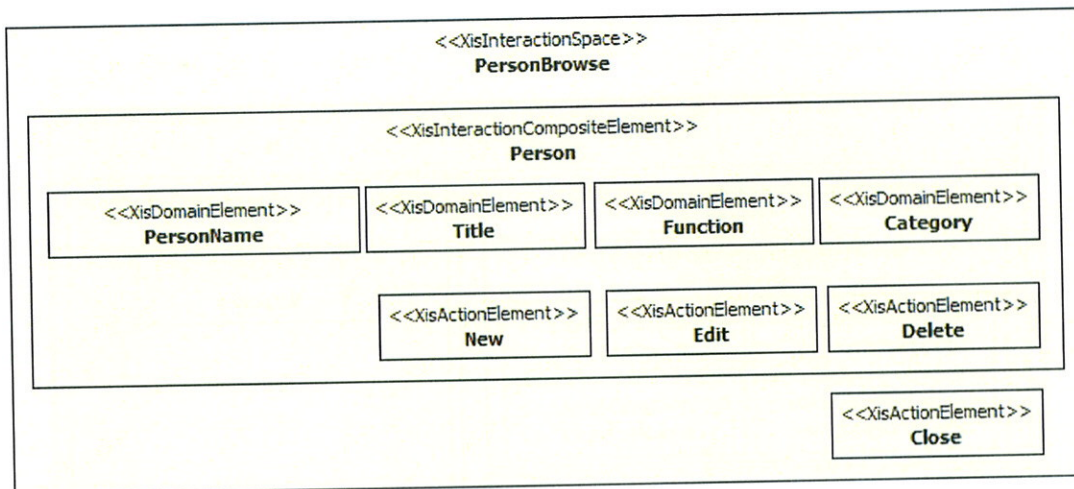 <<XisInteractionSpace>>
PersonBrowse
<<XisInteractionCompositeElement>>
Person
<<XisDomainElement>>
PersonName
<<XisDomainElement>>
Title
<<XisDomainElement>>
Function
<<XisDomainElement>>
Category
<<XisActionElement>>
New
<<XisActionElement>>
Edit
<<XisActionElement>>
Delete
<<XisActionElement>>
Close